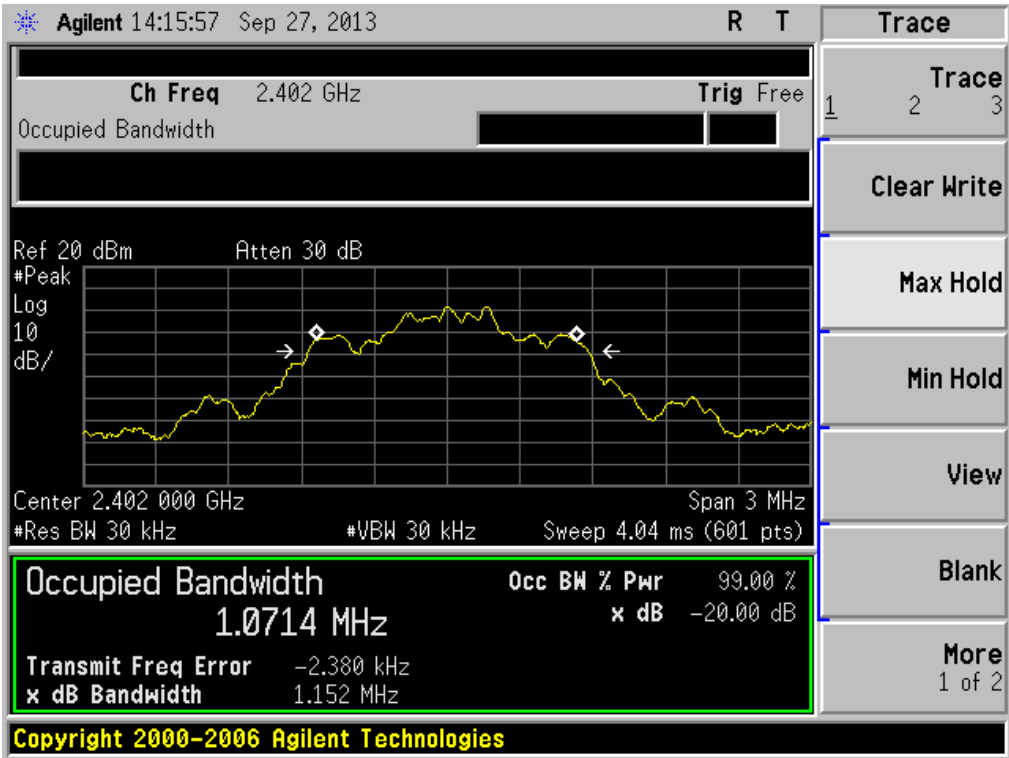 Agilent 14:15:57 Sep 27, 2013 R T
Trace
Ch Freq 2.402 GHz Trig Free
Occupied Bandwidth
Trace
1 2 3
Clear Write
Max Hold
Min Hold
View
Blank
More
1 of 2
Ref 20 dBm Atten 30 dB
#Peak
Log
10
dB/
Center 2.402 000 GHz Span 3 MHz
#Res BW 30 kHz #VBW 30 kHz Sweep 4.04 ms (601 pts)
Occupied Bandwidth
1.0714 MHz
Occ BW % Pwr 99.00 %
x dB -20.00 dB
Transmit Freq Error -2.380 kHz
x dB Bandwidth 1.152 MHz
Copyright 2000-2006 Agilent Technologies